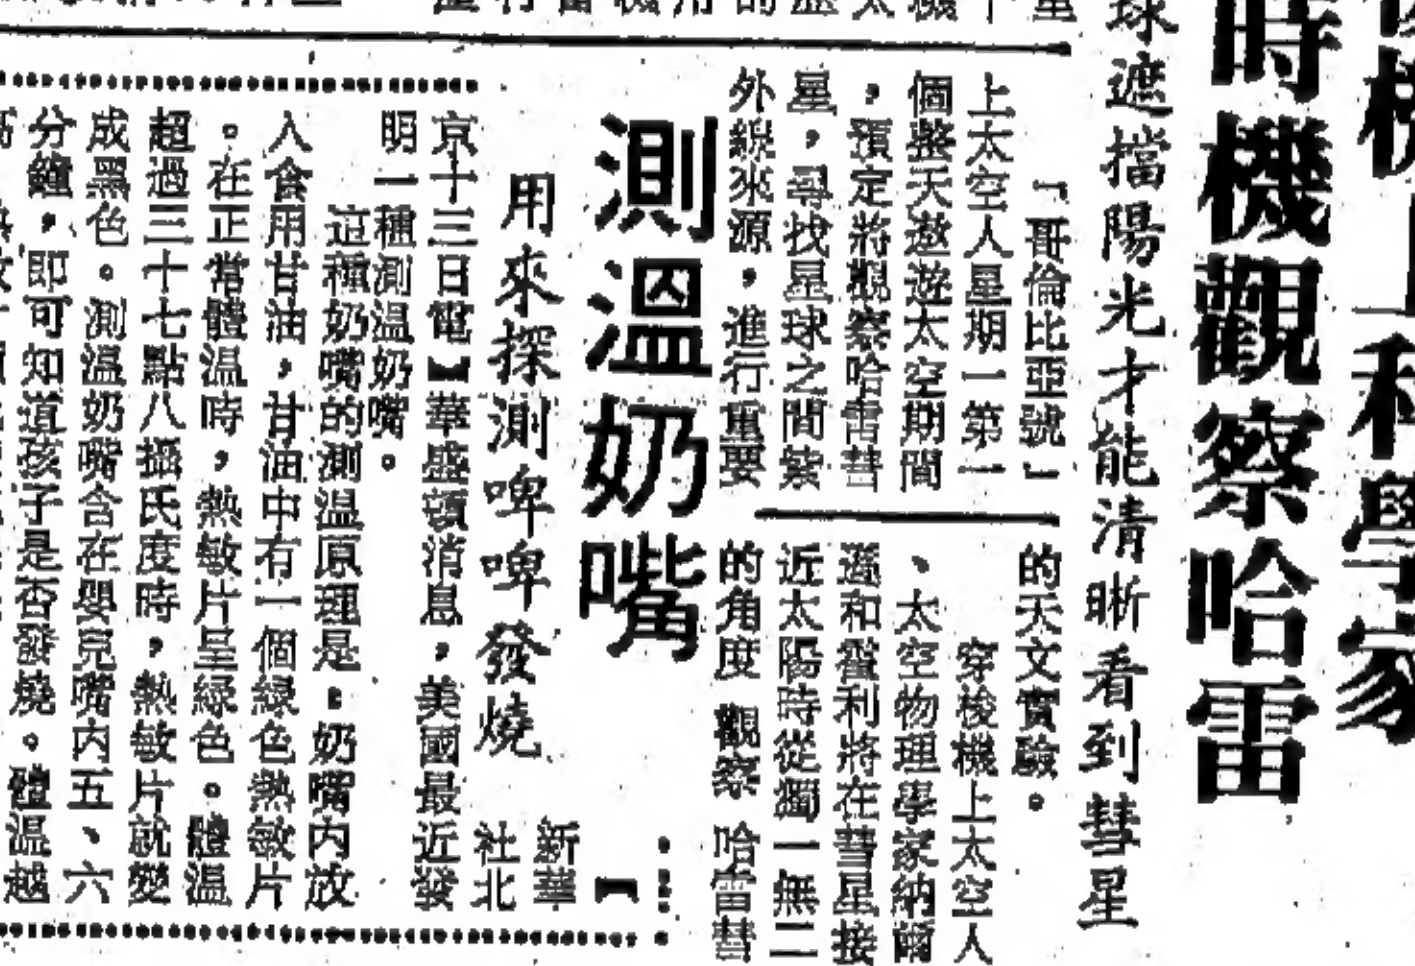 時機觀察哈雷
球遮擋陽光才能清晰看到彗星
「哥倫比亞號」
上太空人星期一第一
個整天遨遊太空期間
，預定將觀察哈雷彗
星，尋找星球之間紫
外線來源，進行重要
的天文實驗。
穿梭機上太空人
、太空物理學家納爾
遜和霍利將在彗星接
近太陽時從獨一無二
的角度觀察哈雷彗
測溫奶嘴
用來探測啤啤發燒
【新華
社北
京十三日電】華盛頓消息，美國最近發
明一種測温奶嘴。
這種奶嘴的測温原理是：奶嘴内放
入食用甘油，甘油中有一個緑色熱敏片
。在正常體温時，熱敏片呈緑色。體温
超過三十七點八攝氏度時，熱敏片就變
成黑色。測温奶嘴含在嬰兒嘴内五、六
分鐘，即可知道孩子是否發燒。體温越